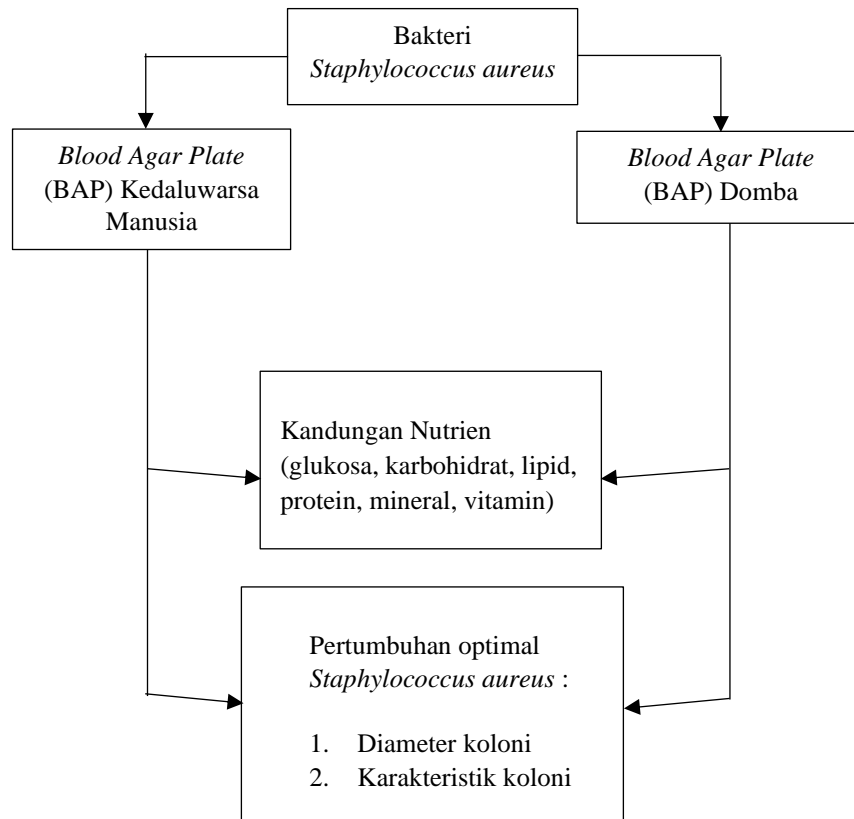 Bakteri
Staphylococcus aureus
Blood Agar Plate
(BAP) Kedaluwarsa
Manusia
Blood Agar Plate
(BAP) Domba
Kandungan Nutrien
(glukosa, karbohidrat, lipid,
protein, mineral, vitamin)
Pertumbuhan optimal
Staphylococcus aureus :
1. Diameter koloni
2. Karakteristik koloni